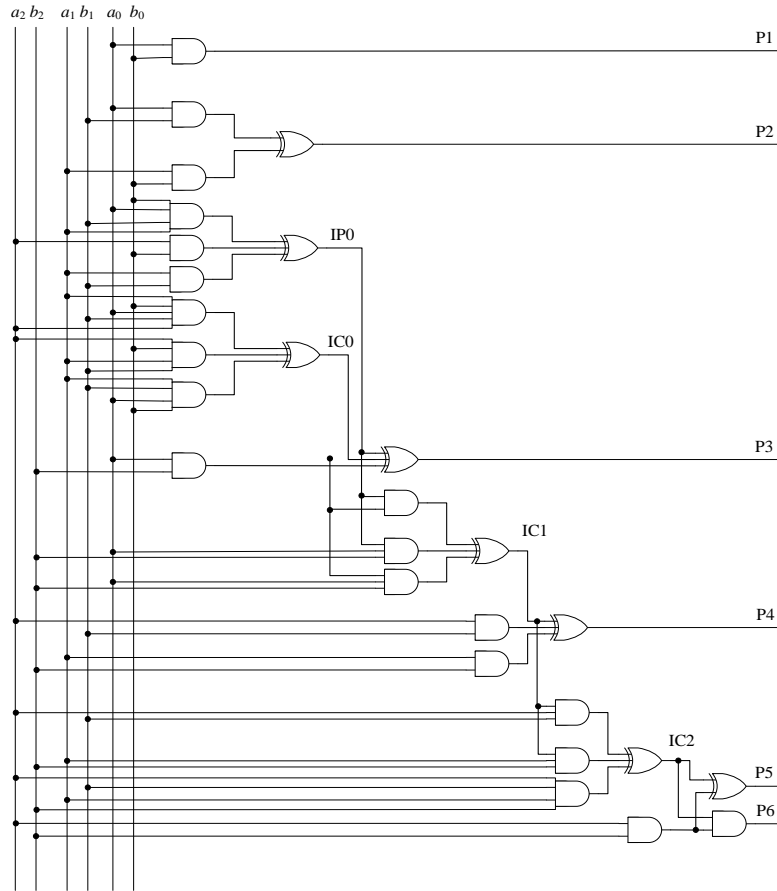 a₂ b₂ a₁ b₁ a₀ b₀
P1
P2
IP0
IC0
P3
IC1
P4
IC2
P5
P6